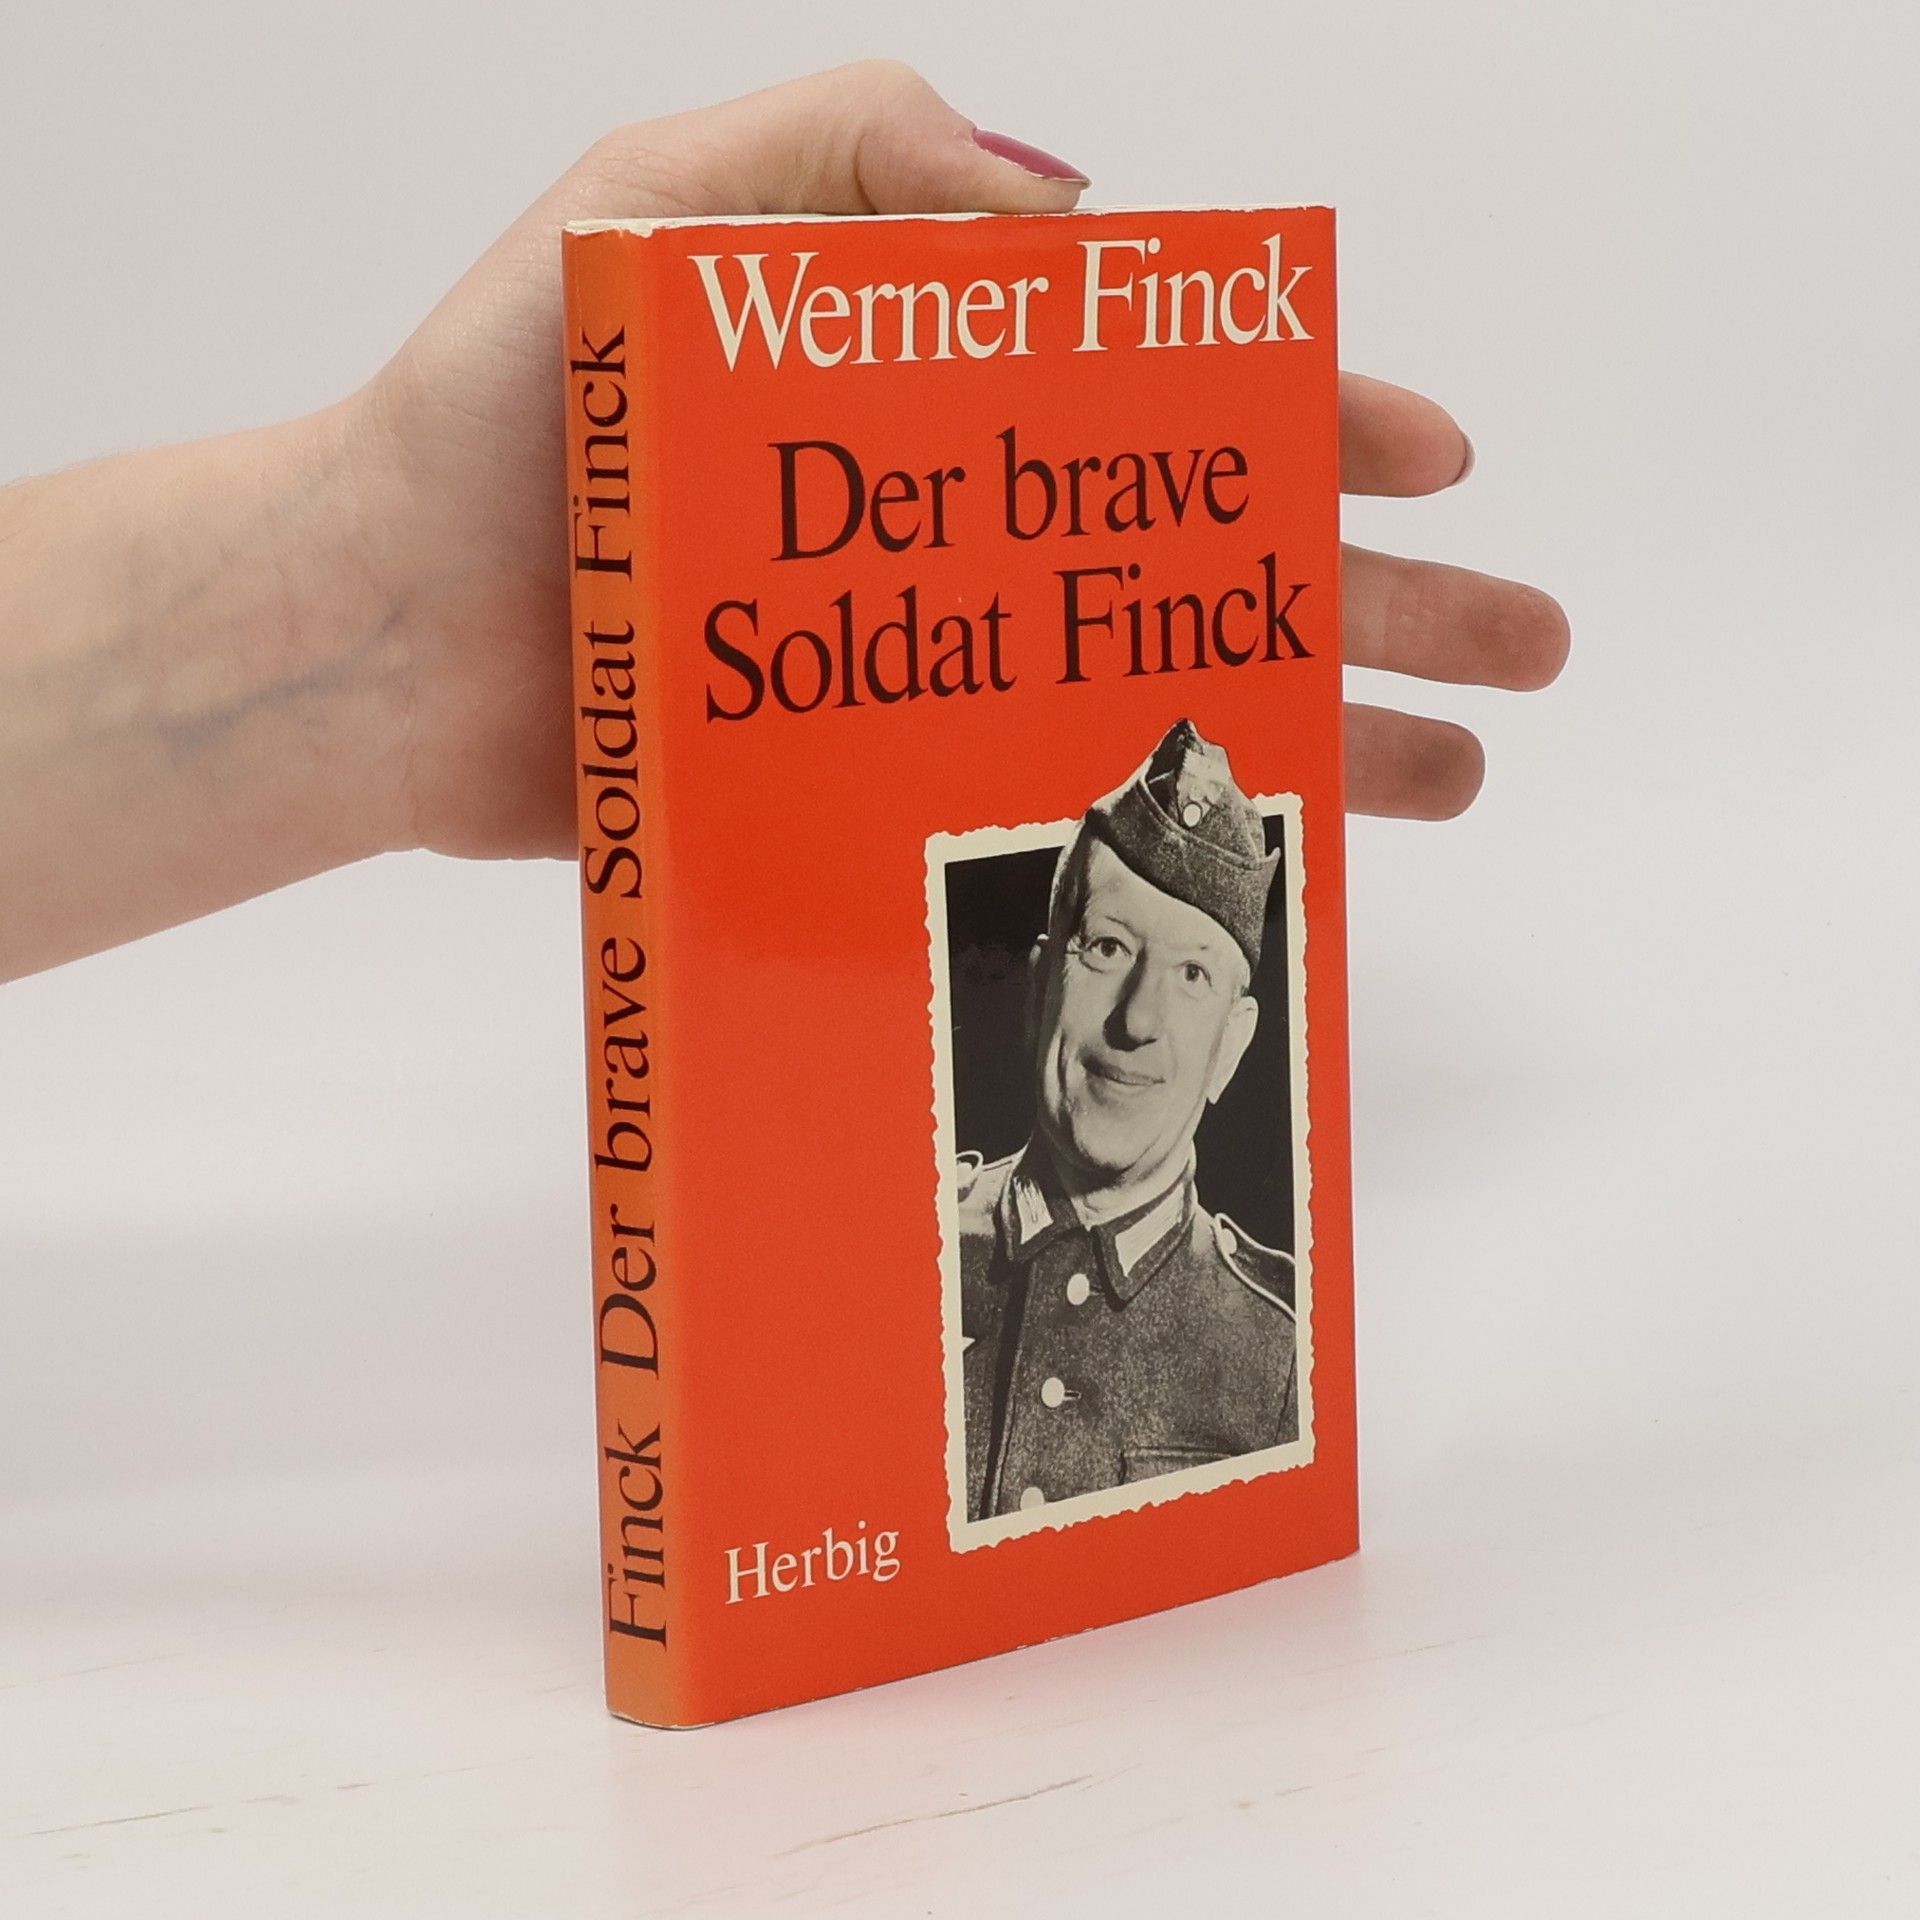 Werner Finck
Der brave
Soldat Finck
Herbig
Finck Der brave Soldat Finck